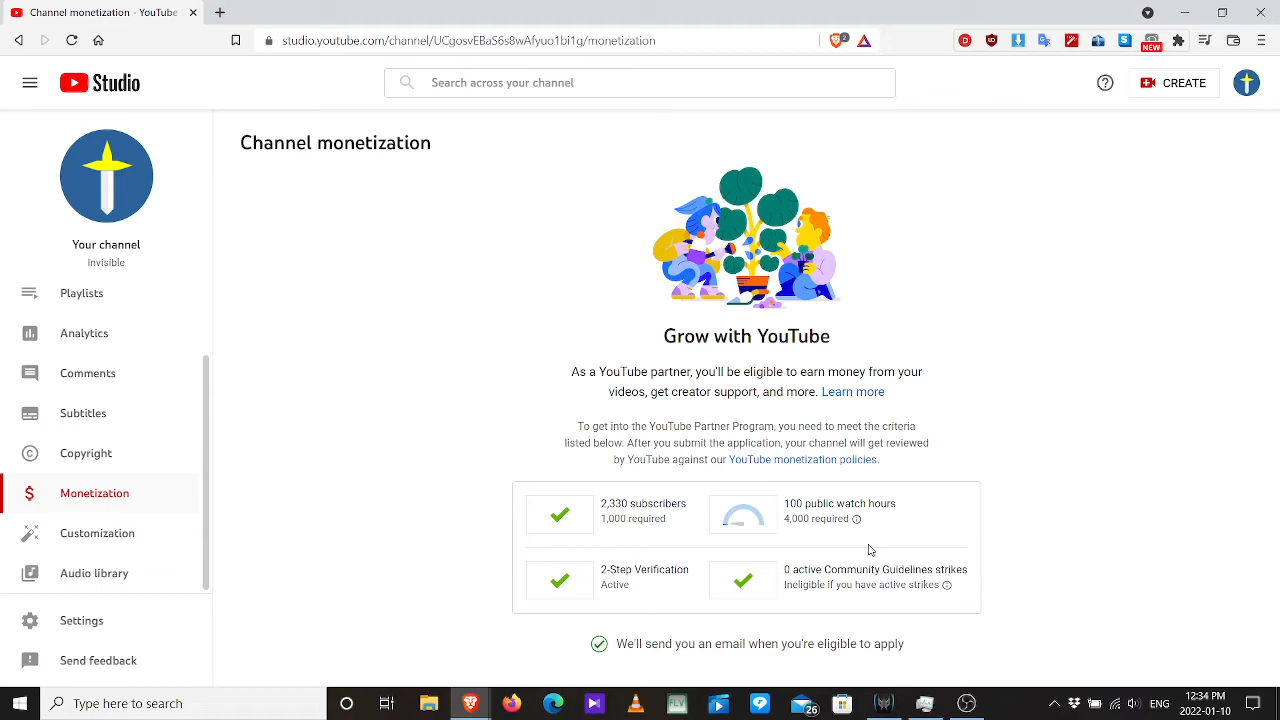 Channel monetization - YouTube
studio.youtube.com/channel/UCgosvEBaS6s8wAfyuo1bi1g/monetization
2
NEW
Studio
Search across your channel
CREATE
Channel monetization
Your channel
Invisible
Playlists
Analytics
Comments
Subtitles
Copyright
Monetization
Customization
Audio library
Settings
Send feedback
Grow with YouTube
As a YouTube partner, you'll be eligible to earn money from your
videos, get creator support, and more. Learn more
To get into the YouTube Partner Program, you need to meet the criteria
listed below. After you submit the application, your channel will get reviewed
by YouTube against our YouTube monetization policies.
2,330 subscribers
1,000 required
100 public watch hours
4,000 required
2-Step Verification
Active
0 active Community Guidelines strikes
Ineligible if you have active strikes
We'll send you an email when you're eligible to apply
Type here to search
FLV
26
ENG
12:34 PM
2022-01-10